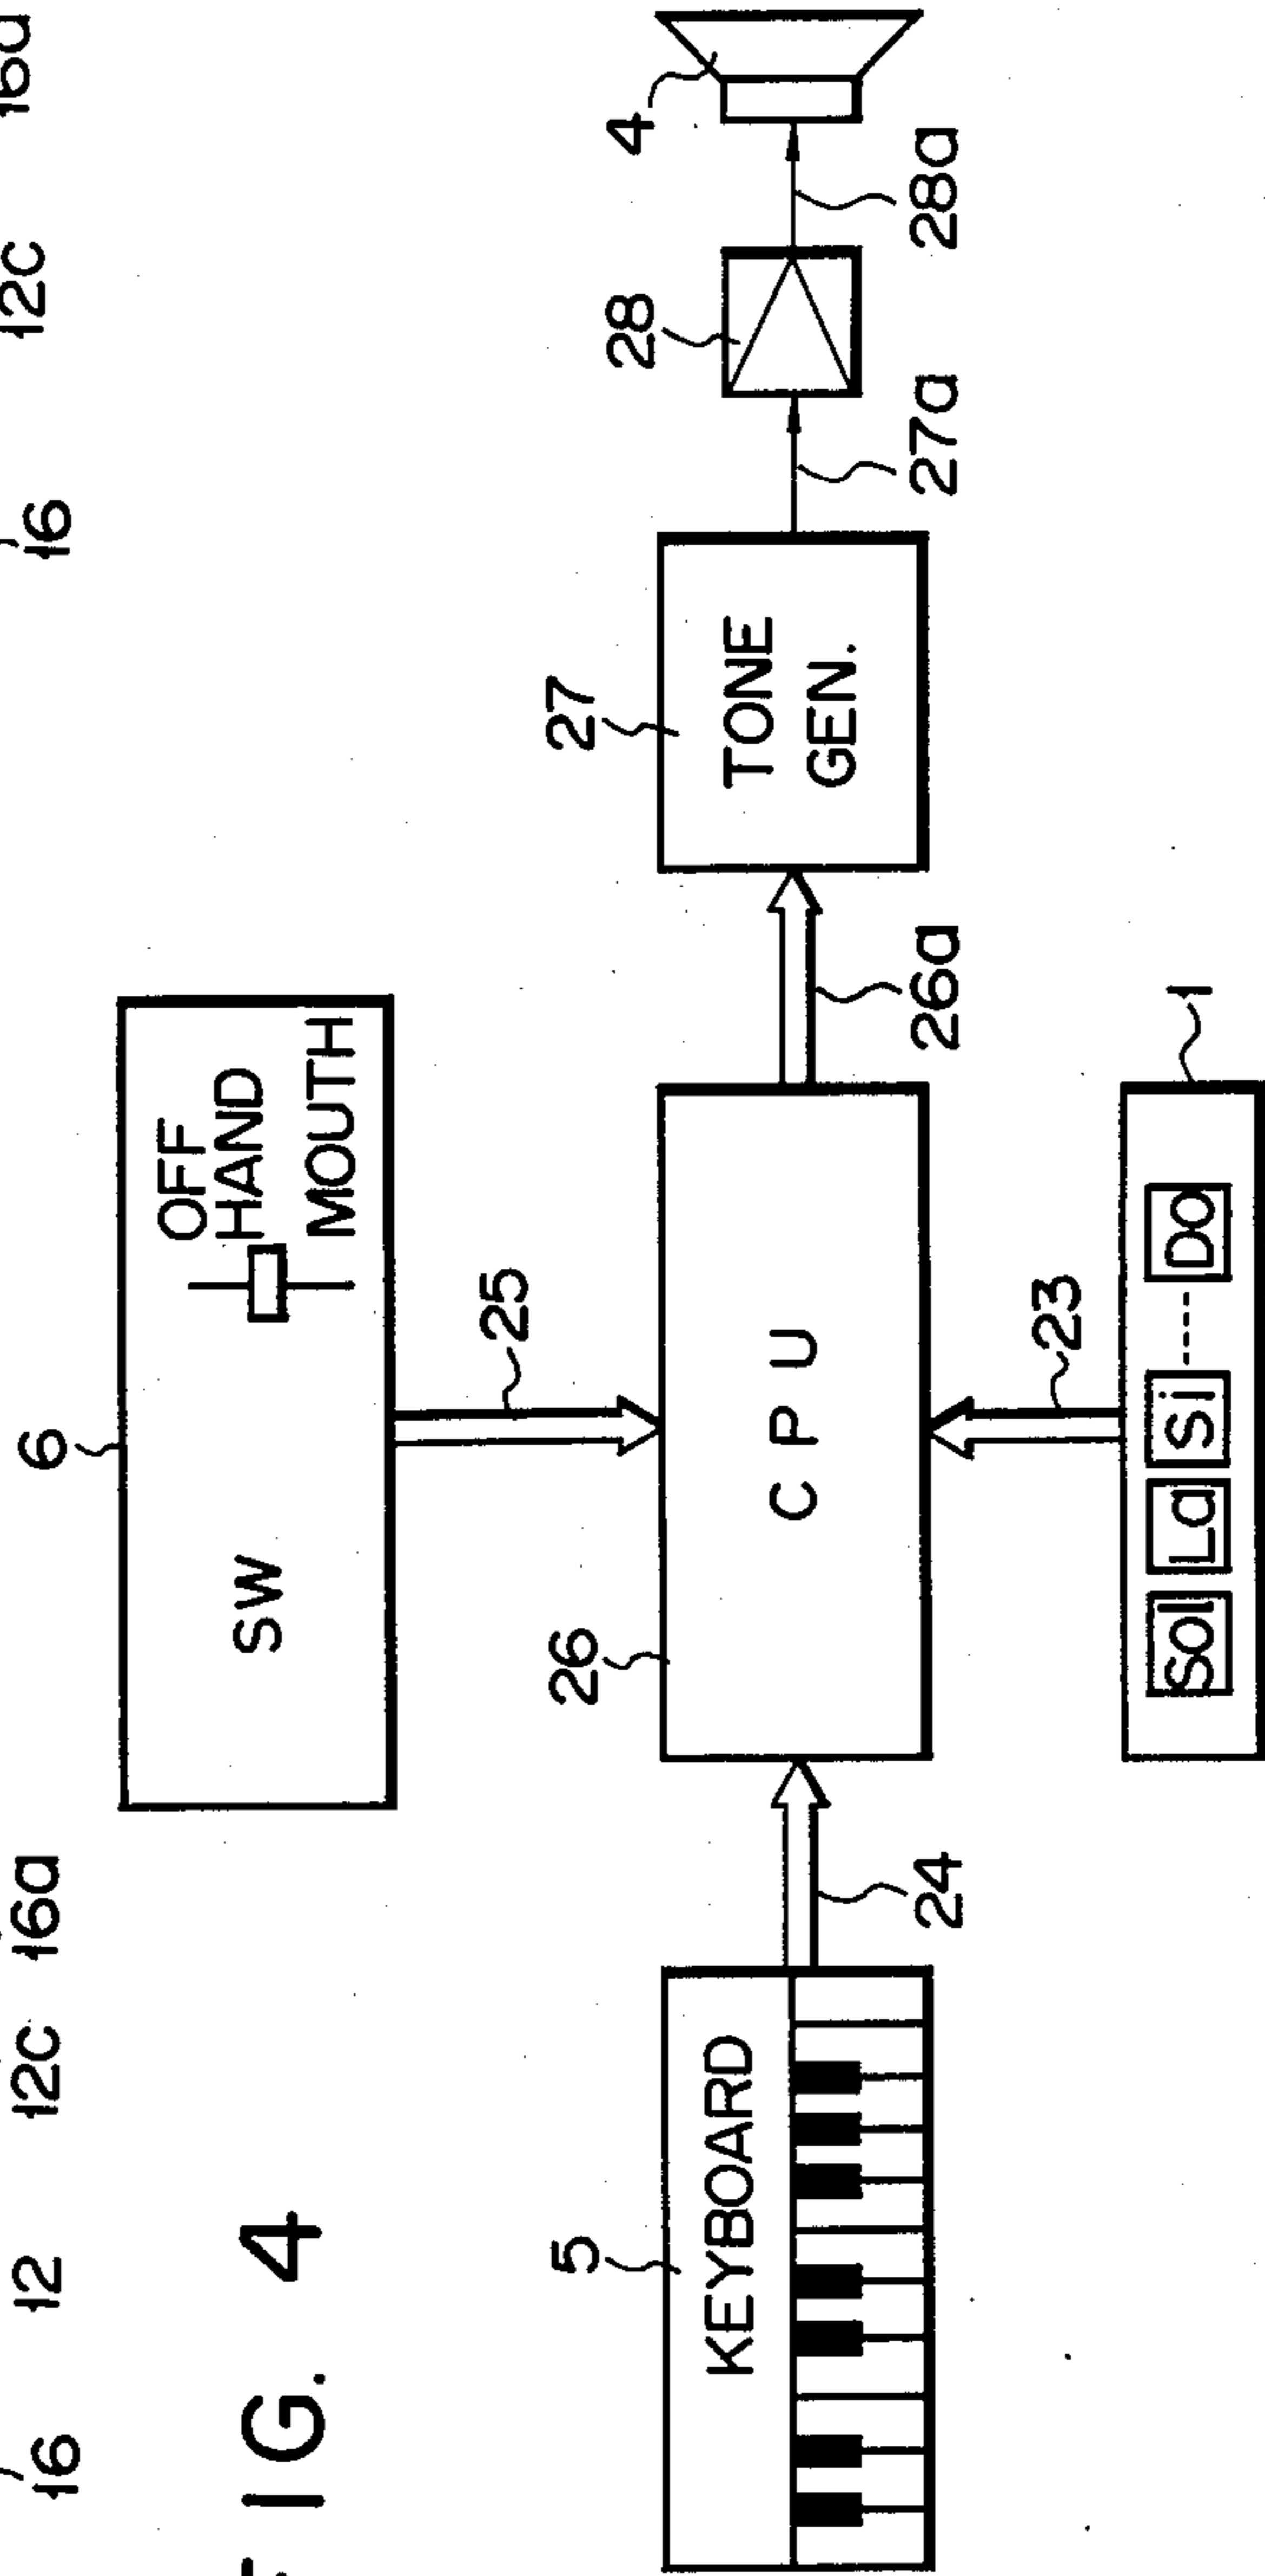 16
12
12c
16a
16
12c
16a
FIG. 4
6
SW
OFF
HAND
MOUTH
25
5
KEYBOARD
24
26
CPU
26a
27
TONE
GEN.
27a
28
28a
4
23
1
Sol La Si Do